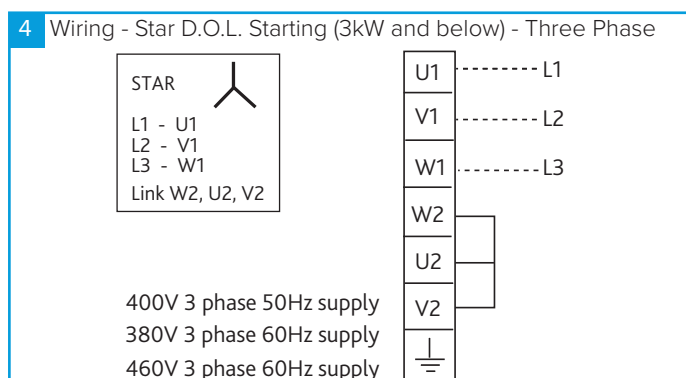 4 Wiring - Star D.O.L. Starting (3kW and below) - Three Phase
STAR
L1 - U1
L2 - V1
L3 - W1
Link W2, U2, V2
U1 L1
V1 L2
W1 L3
W2
U2
V2
400V 3 phase 50Hz supply
380V 3 phase 60Hz supply
460V 3 phase 60Hz supply